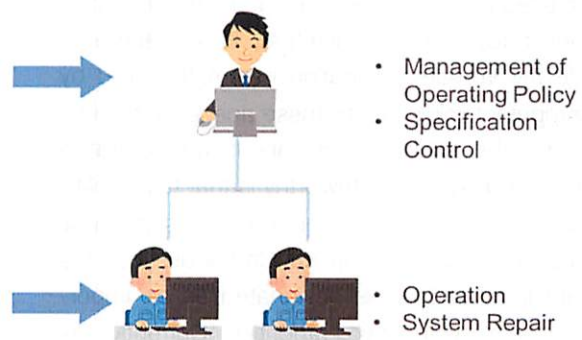 • Management of
Operating Policy
• Specification
Control
• Operation
• System Repair